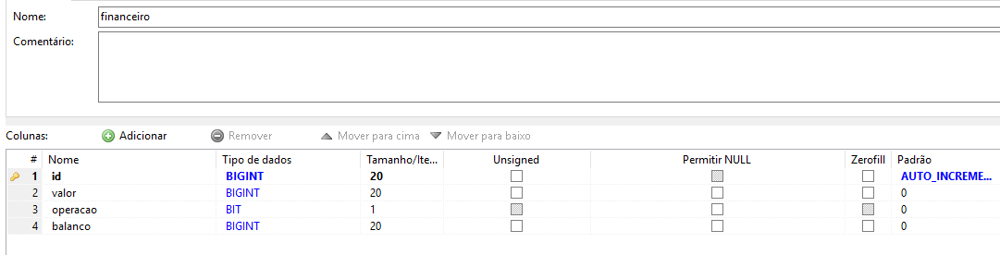 Nome: financeiro
Comentário:
Colunas: Adicionar Remover Mover para cima Mover para baixo
# Nome Tipo de dados Tamanho/Ite... Unsigned Permitir NULL Zerofill Padrão
1 id BIGINT 20 AUTO_INCREME...
2 valor BIGINT 20 0
3 operacao BIT 1 0
4 balanco BIGINT 20 0